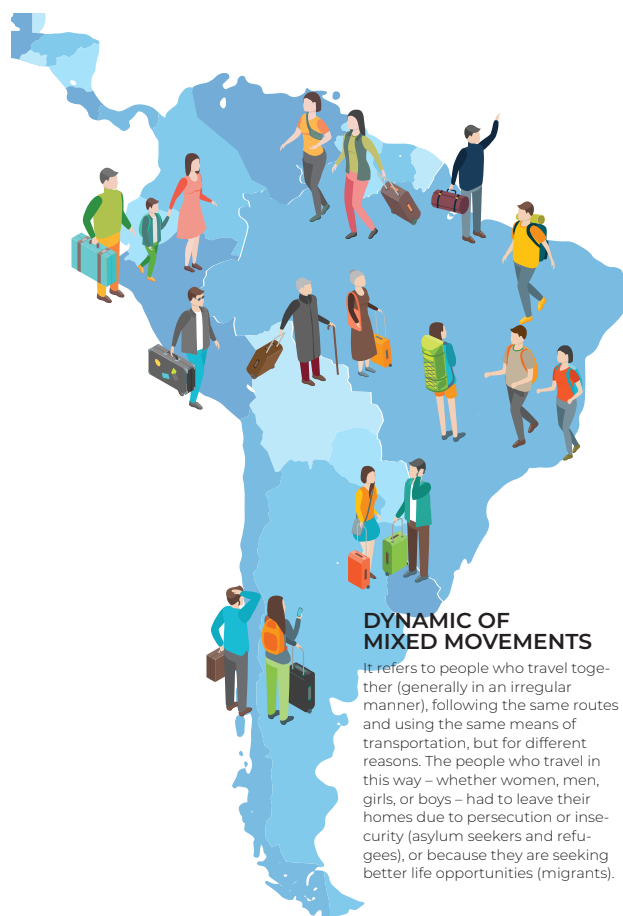 DYNAMIC OF
MIXED MOVEMENTS
It refers to people who travel toge-
ther (generally in an irregular
manner), following the same routes
and using the same means of
transportation, but for different
reasons. The people who travel in
this way – whether women, men,
girls, or boys – had to leave their
homes due to persecution or inse-
curity (asylum seekers and refu-
gees), or because they are seeking
better life opportunities (migrants).